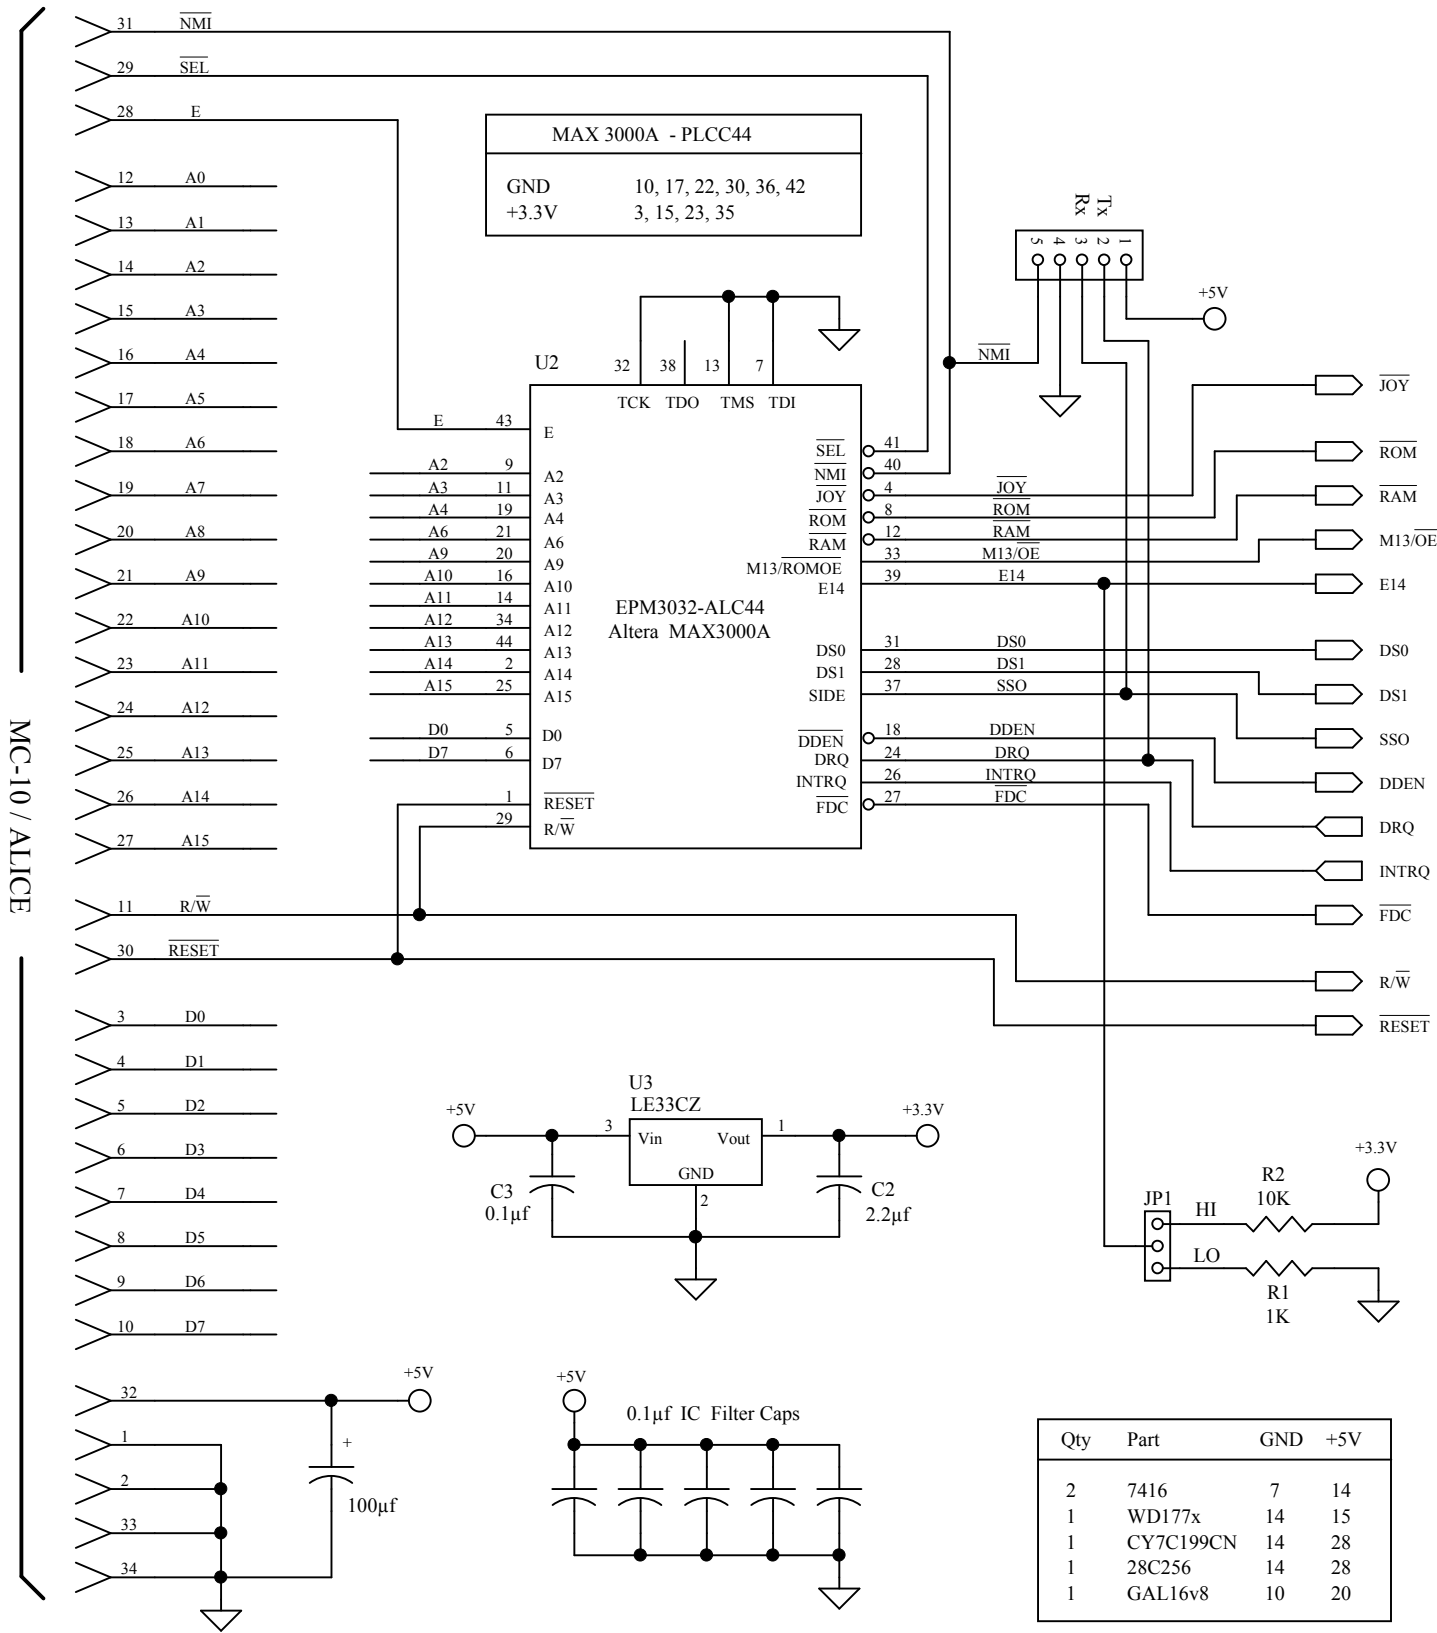 MC-10 / ALICE
31 NMI
29 SEL
28 E
12 A0
13 A1
14 A2
15 A3
16 A4
17 A5
18 A6
19 A7
20 A8
21 A9
22 A10
23 A11
24 A12
25 A13
26 A14
27 A15
11 R/W
30 RESET
3 D0
4 D1
5 D2
6 D3
7 D4
8 D5
9 D6
10 D7
32
1
2
33
34
+5V
+
100µf
MAX 3000A - PLCC44
GND 10, 17, 22, 30, 36, 42
+3.3V 3, 15, 23, 35
U2
32 38 13 7
TCK TDO TMS TDI
E 43 E
A2 9 A2
A3 11 A3
A4 19 A4
A6 21 A6
A9 20 A9
A10 16 A10
A11 14 A11
A12 34 A12
A13 44 A13
A14 2 A14
A15 25 A15
D0 5 D0
D7 6 D7
1 RESET
29 R/W
EPM3032-ALC44
Altera MAX3000A
SEL 41
NMI 40
JOY 4 JOY
ROM 8 ROM
RAM 12 RAM
M13/ROMOE 33 M13/OE
E14 39 E14
DS0 31 DS0
DS1 28 DS1
SIDE 37 SSO
DDEN 18 DDEN
DRQ 24 DRQ
INTRQ 26 INTRQ
FDC 27 FDC
Rx Tx
5 4 3 2 1
+5V
NMI
JOY
ROM
RAM
M13/OE
E14
DS0
DS1
SSO
DDEN
DRQ
INTRQ
FDC
R/W
RESET
U3
LE33CZ
+5V 3 Vin Vout 1 +3.3V
GND
2
C3
0.1µf
C2
2.2µf
+3.3V
JP1
HI
R2
10K
LO
R1
1K
+5V
0.1µf IC Filter Caps
Qty Part GND +5V
2 7416 7 14
1 WD177x 14 15
1 CY7C199CN 14 28
1 28C256 14 28
1 GAL16v8 10 20